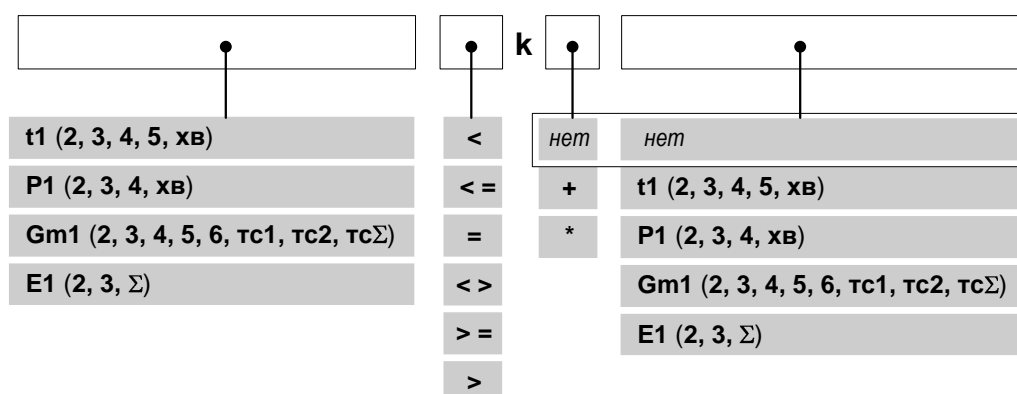 k
t1 (2, 3, 4, 5, хв) < нет нет
P1 (2, 3, 4, хв) < = + t1 (2, 3, 4, 5, хв)
Gm1 (2, 3, 4, 5, 6, тс1, тс2, тсΣ) = * P1 (2, 3, 4, хв)
E1 (2, 3, Σ) < > Gm1 (2, 3, 4, 5, 6, тс1, тс2, тсΣ)
> = E1 (2, 3, Σ)
>